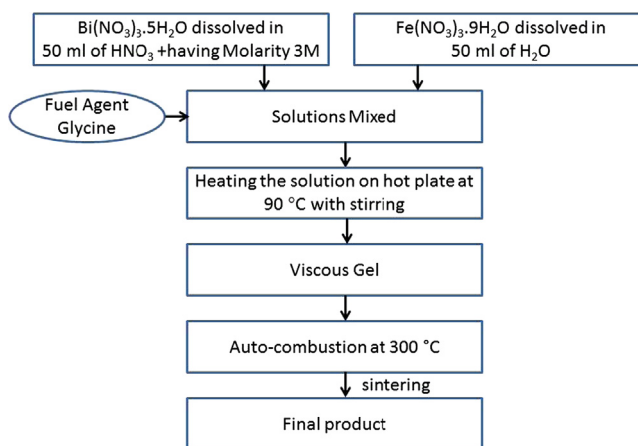 Bi(NO₃)₃.5H₂O dissolved in
50 ml of HNO₃ +having Molarity 3M
Fe(NO₃)₃.9H₂O dissolved in
50 ml of H₂O
Fuel Agent
Glycine
Solutions Mixed
Heating the solution on hot plate at
90 °C with stirring
Viscous Gel
Auto-combustion at 300 °C
sintering
Final product